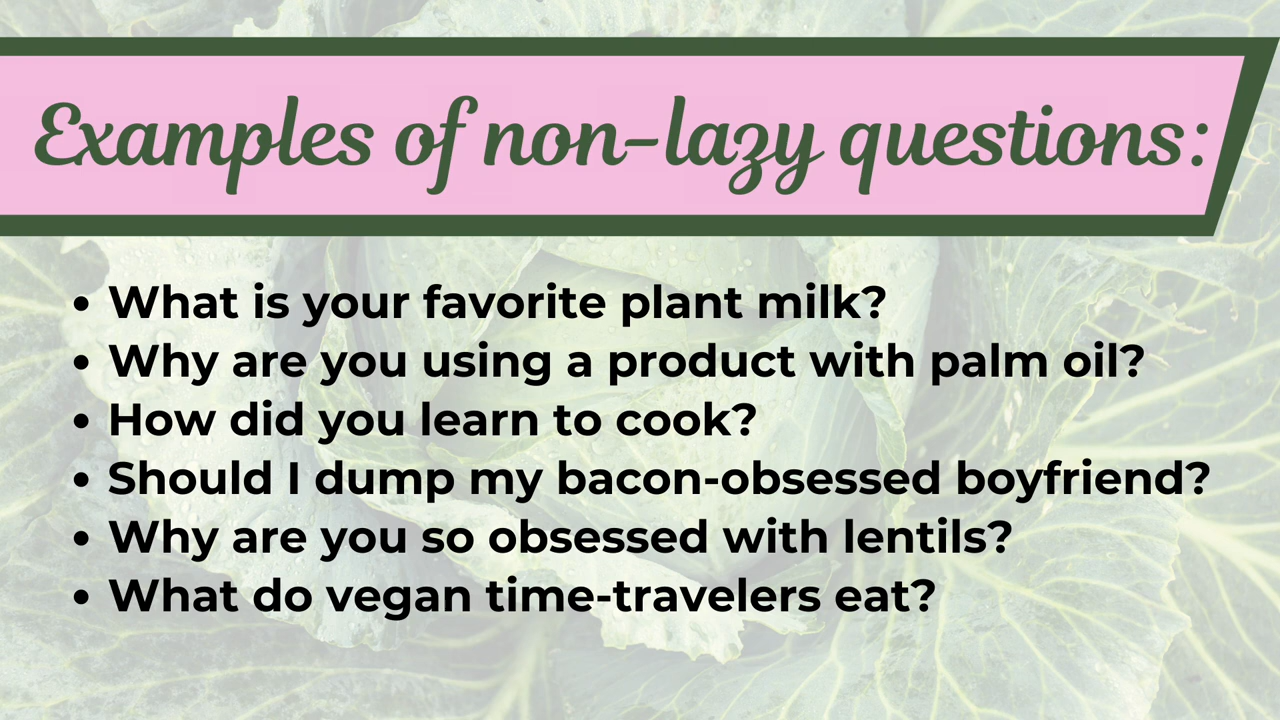 Examples of non-lazy questions:
• What is your favorite plant milk?
• Why are you using a product with palm oil?
• How did you learn to cook?
• Should I dump my bacon-obsessed boyfriend?
• Why are you so obsessed with lentils?
• What do vegan time-travelers eat?